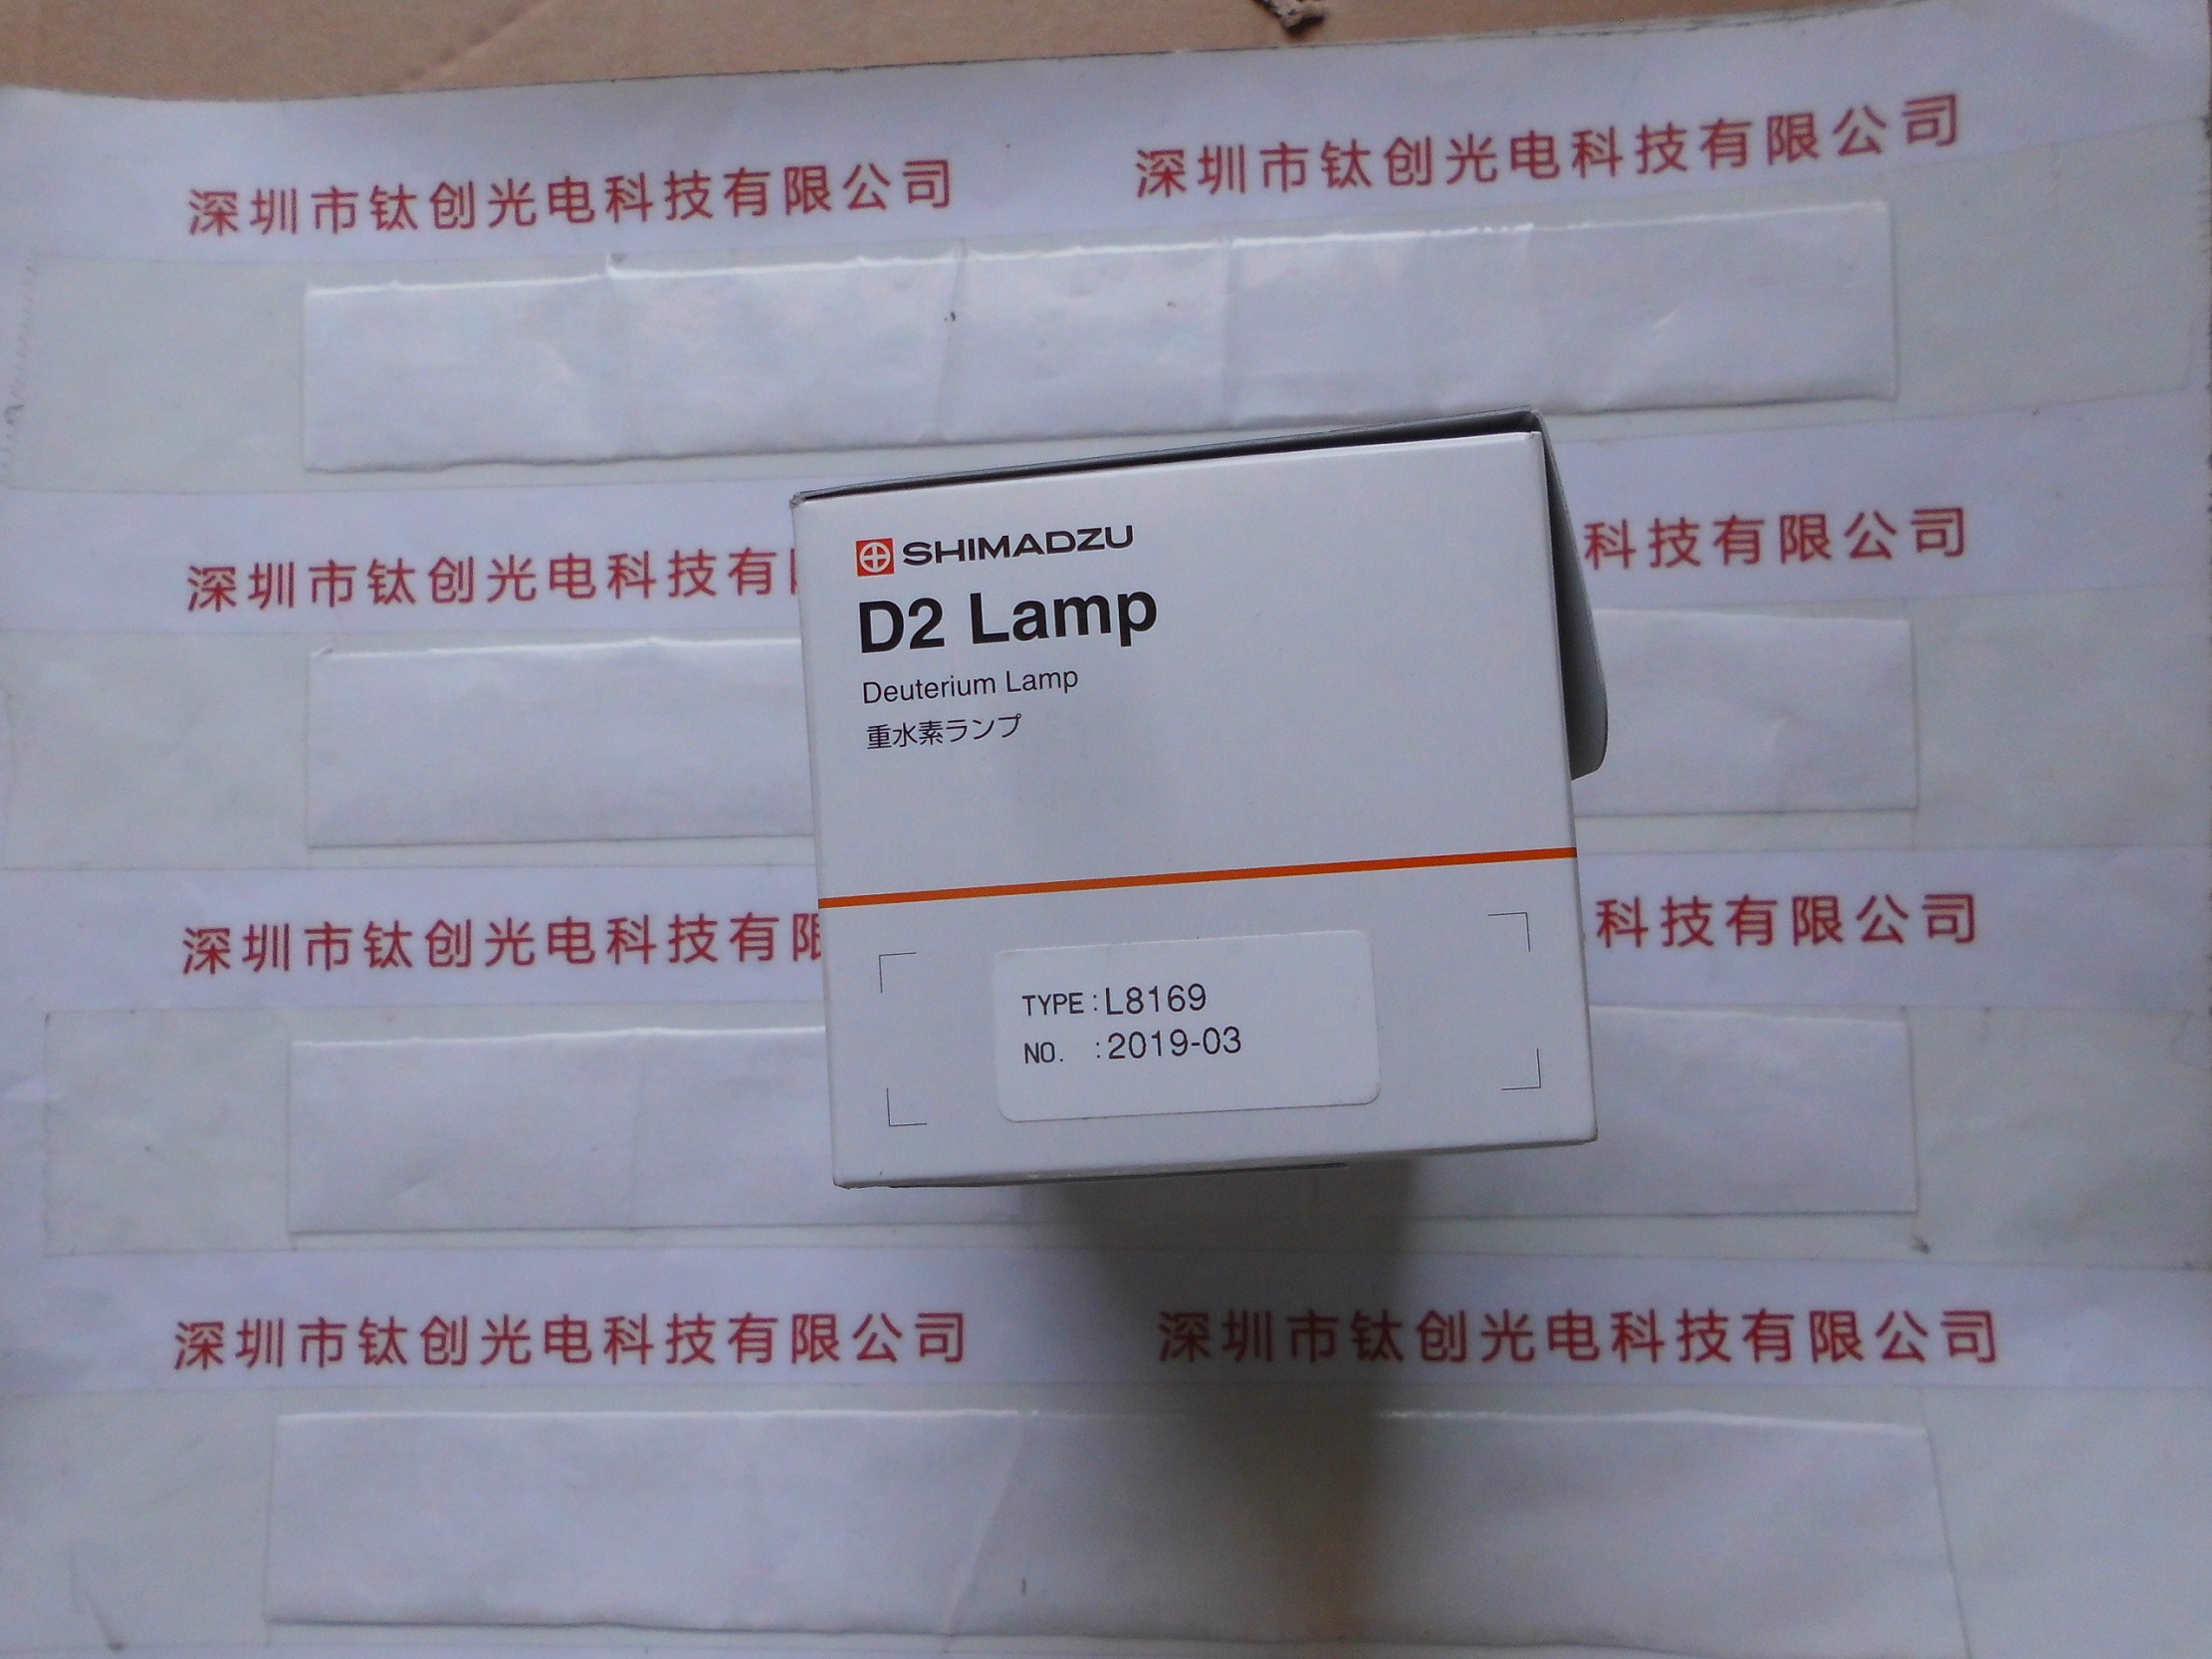 深圳市钛创光电科技有限公司 深圳市钛创光电科技有限公司
深圳市钛创光电科技有 科技有限公司
SHIMADZU
D2 Lamp
Deuterium Lamp
重水素ランプ
深圳市钛创光电科技有限 科技有限公司
TYPE:L8169
NO. :2019-03
深圳市钛创光电科技有限公司 深圳市钛创光电科技有限公司